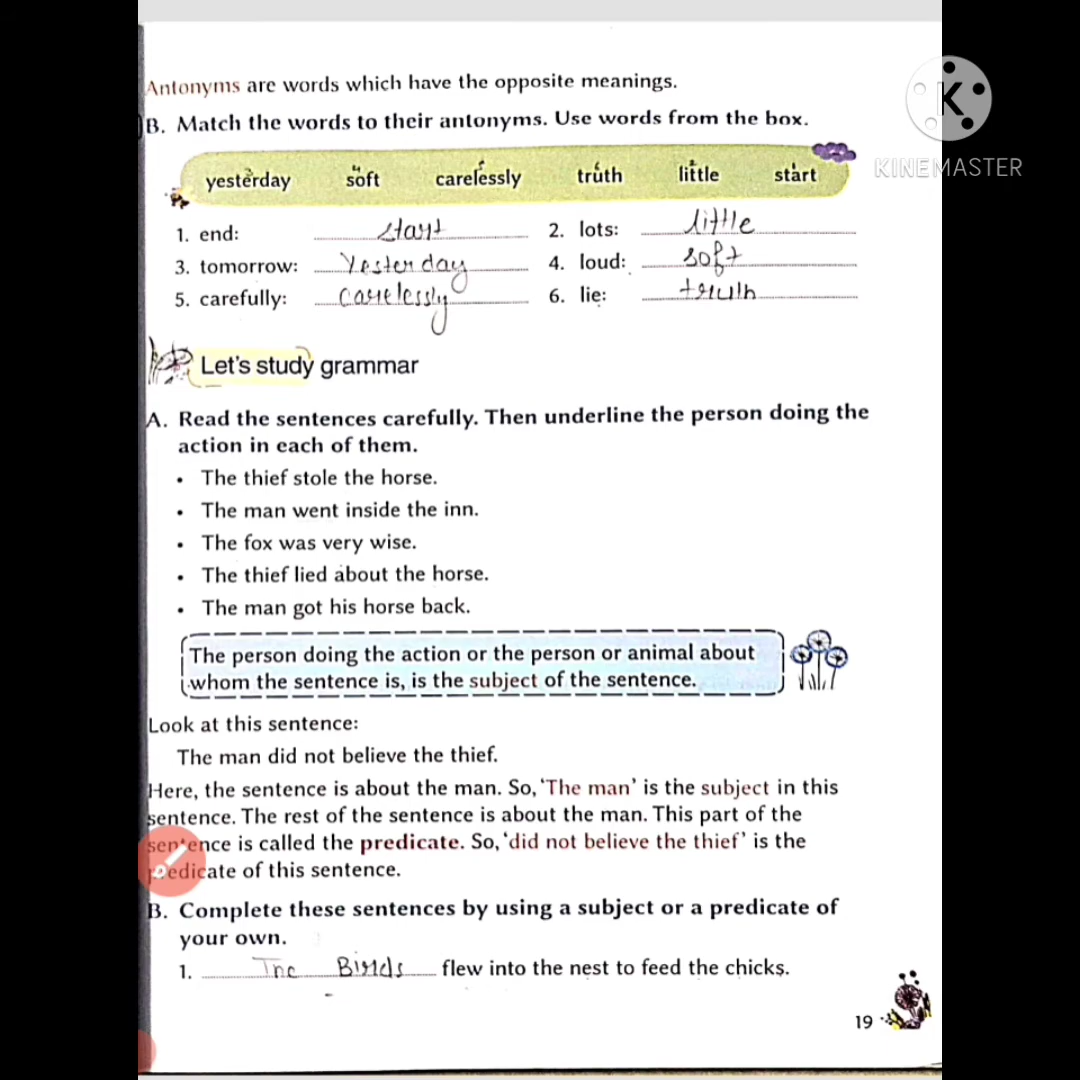 Antonyms are words which have the opposite meanings.
B. Match the words to their antonyms. Use words from the box.
K
KINEMASTER
yesterday soft carelessly truth little start
1. end: start 2. lots: little
3. tomorrow: Yesterday 4. loud: soft
5. carefully: carelessly 6. lie: truth
Let's study grammar
A. Read the sentences carefully. Then underline the person doing the
action in each of them.
• The thief stole the horse.
• The man went inside the inn.
• The fox was very wise.
• The thief lied about the horse.
• The man got his horse back.
The person doing the action or the person or animal about
whom the sentence is, is the subject of the sentence.
Look at this sentence:
The man did not believe the thief.
Here, the sentence is about the man. So, 'The man' is the subject in this
sentence. The rest of the sentence is about the man. This part of the
sentence is called the predicate. So, 'did not believe the thief' is the
predicate of this sentence.
B. Complete these sentences by using a subject or a predicate of
your own.
1. The Birds flew into the nest to feed the chicks.
19